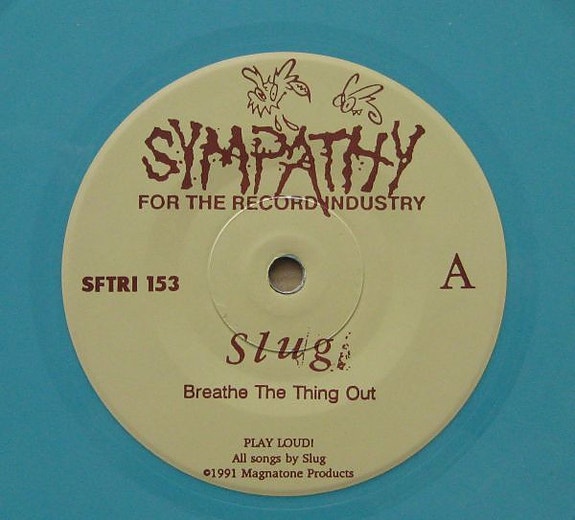 SYMPATHY
FOR THE RECORD INDUSTRY
SFTRI 153
A
Slug
Breathe The Thing Out
PLAY LOUD!
All songs by Slug
©1991 Magnatone Products